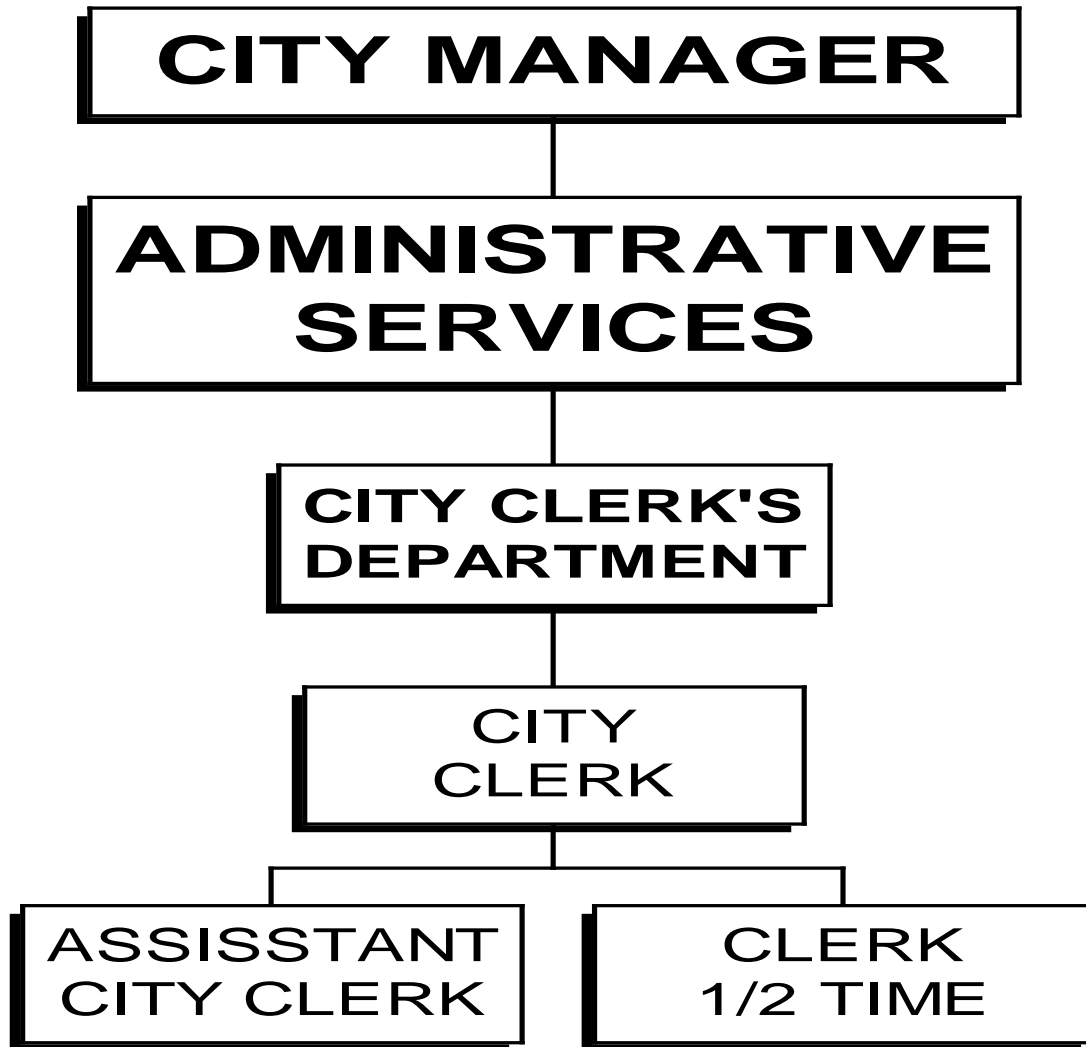 CITY MANAGER
ADMINISTRATIVE
SERVICES
CITY CLERK'S
DEPARTMENT
CITY
CLERK
ASSISSTANT
CITY CLERK
CLERK
1/2 TIME